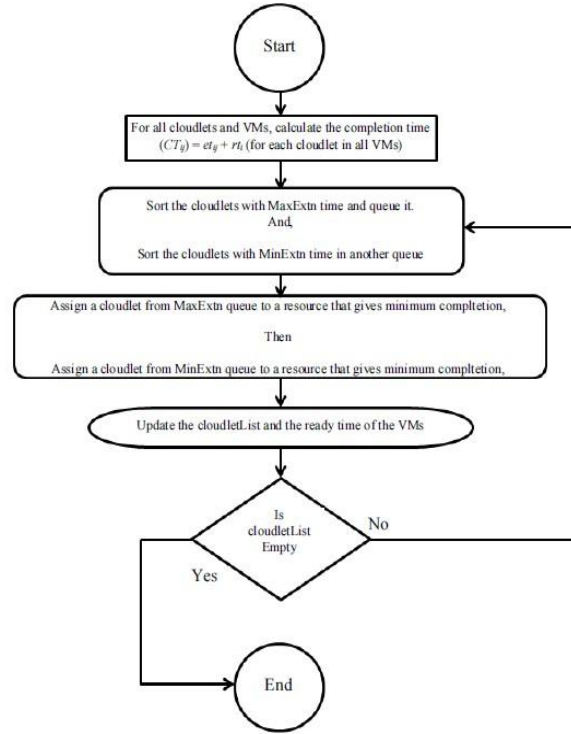 Start
For all cloudlets and VMs, calculate the completion time
(CTij) = etij + rti (for each cloudlet in all VMs)
Sort the cloudlets with MaxExtn time and queue it.
And,
Sort the cloudlets with MinExtn time in another queue
Assign a cloudlet from MaxExtn queue to a resource that gives minimum compltetion,
Then
Assign a cloudlet from MinExtn queue to a resource that gives minimum compltetion,
Update the cloudletList and the ready time of the VMs
Is
cloudletList
Empty
No
Yes
End